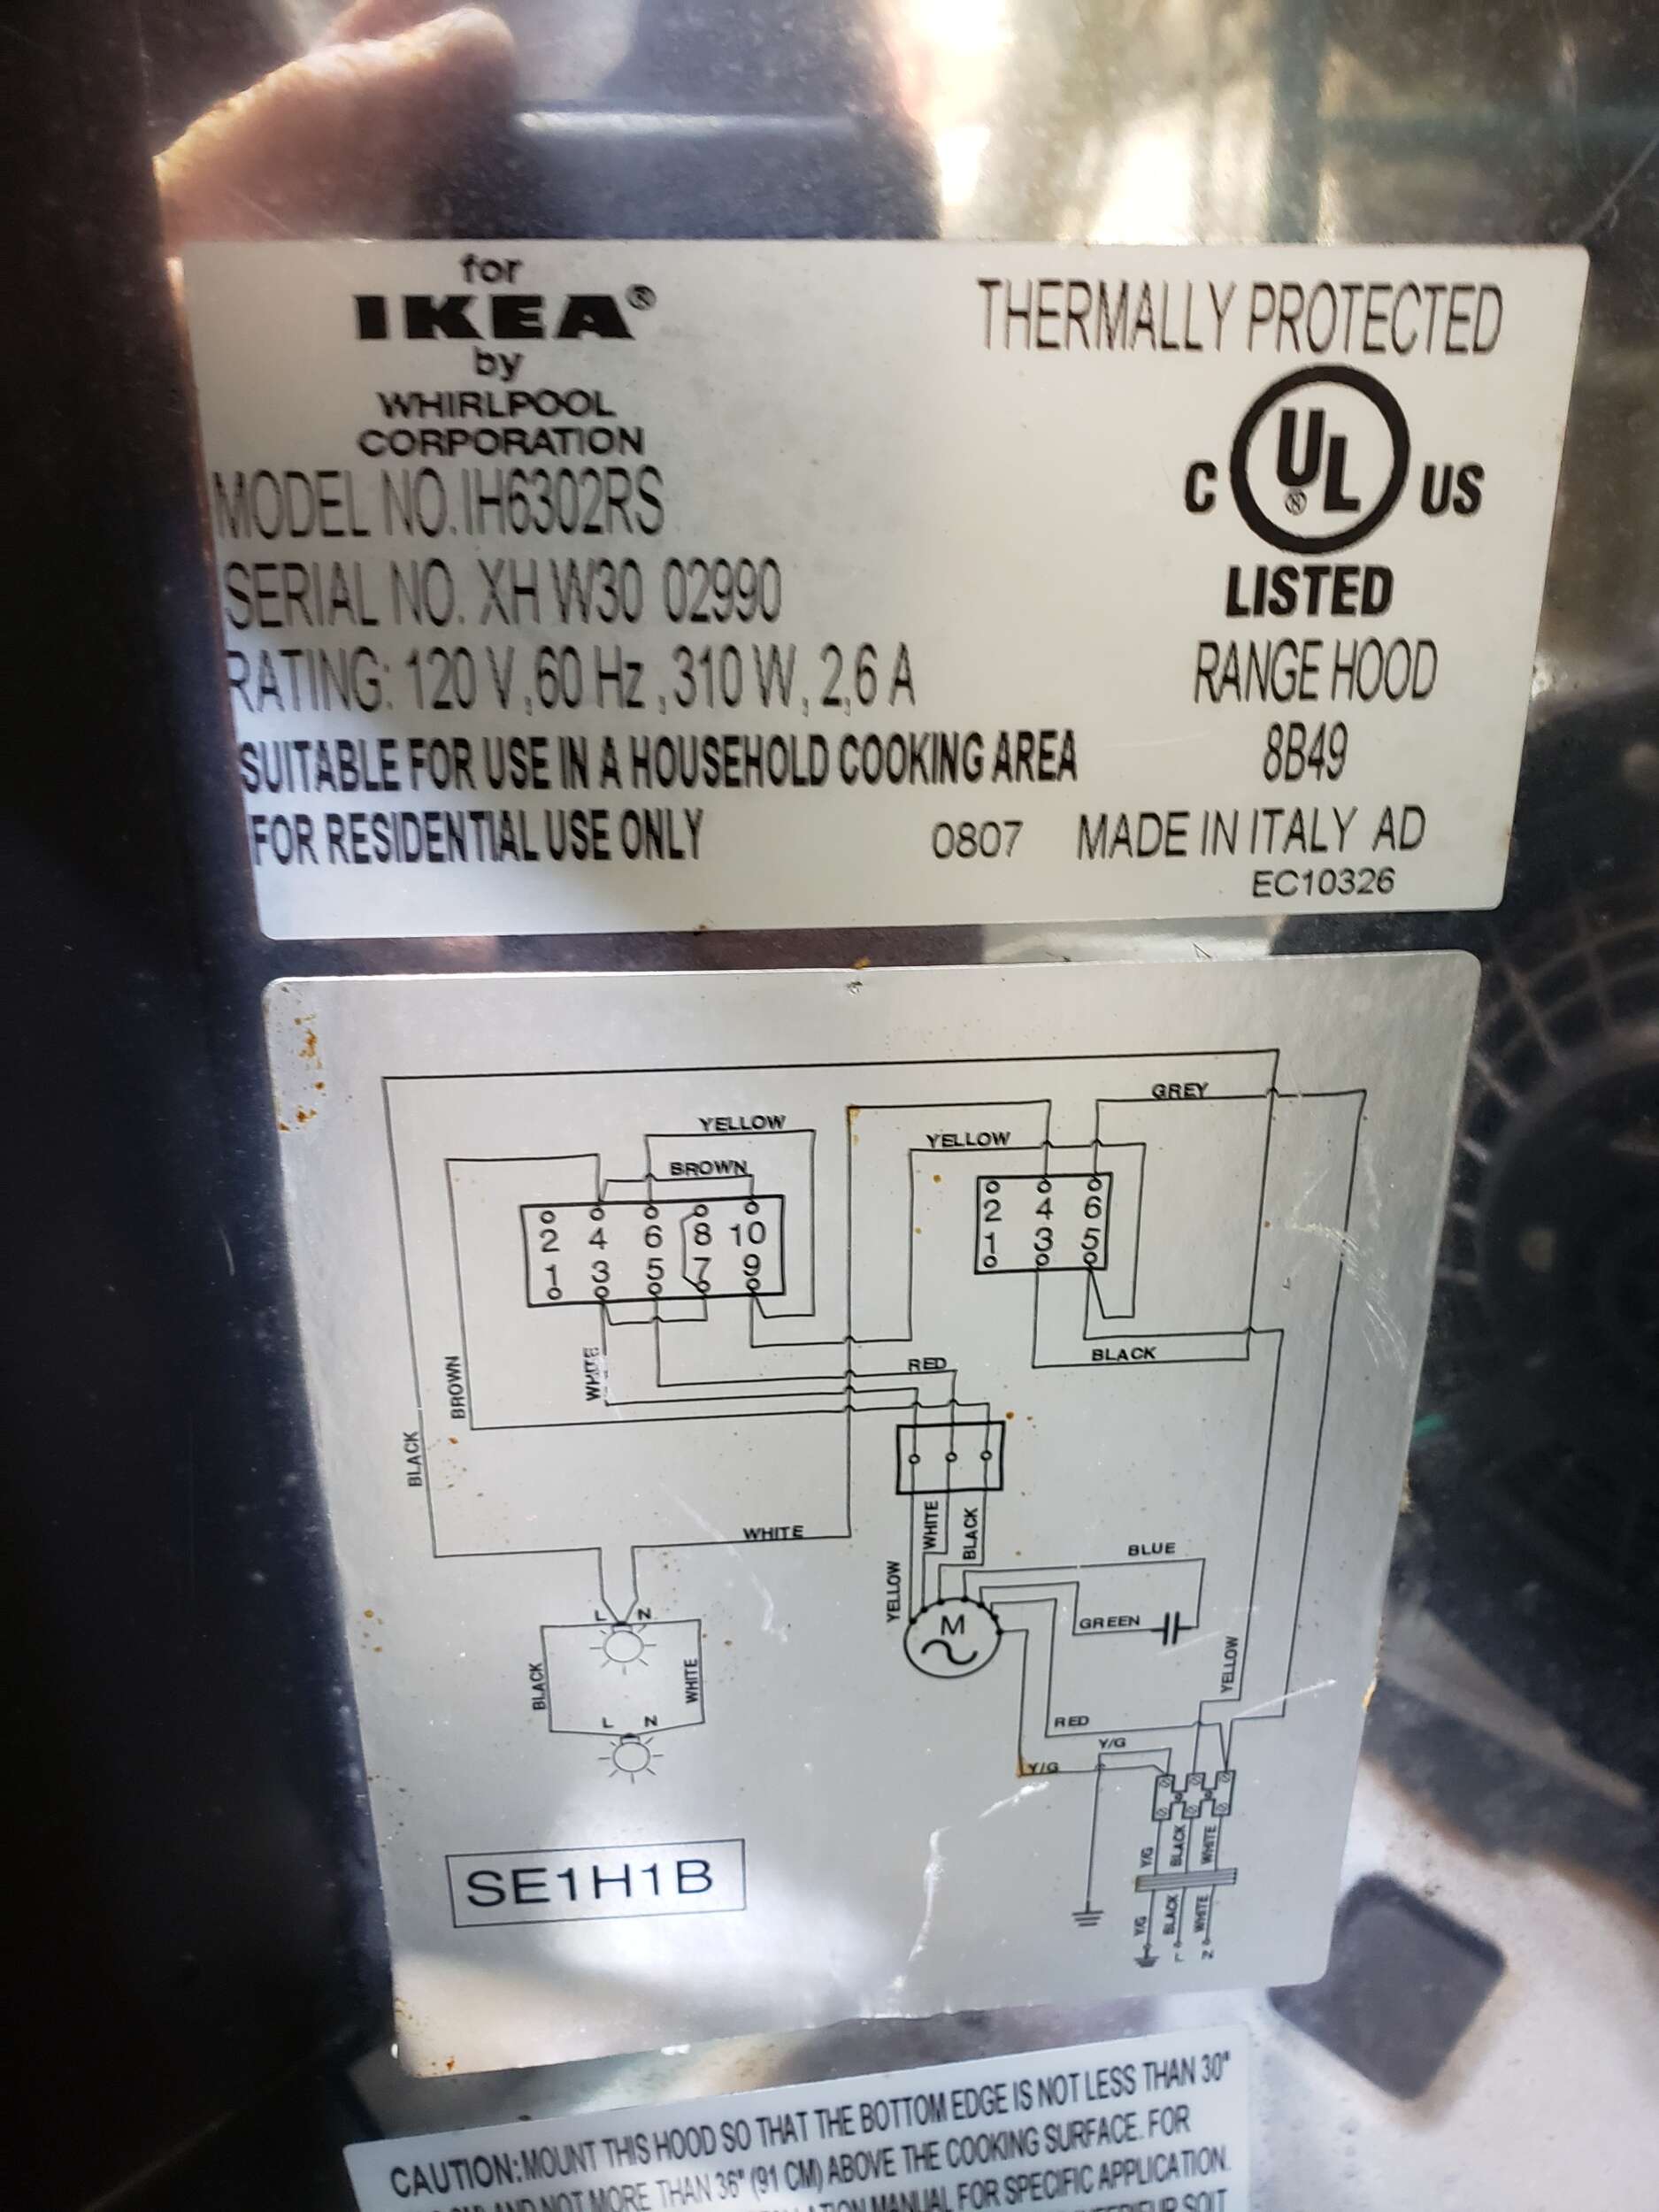 for
IKEA®
by
WHIRLPOOL
CORPORATION
MODEL NO. IH6302RS
SERIAL NO. XH W30 02990
RATING: 120 V, 60 Hz, 310 W, 2,6 A
SUITABLE FOR USE IN A HOUSEHOLD COOKING AREA
FOR RESIDENTIAL USE ONLY
THERMALLY PROTECTED
C UL® US
LISTED
RANGE HOOD
8B49
0807 MADE IN ITALY AD
EC10326
GREY
YELLOW
YELLOW
BROWN
2 4 6 8 10
1 3 5 7 9
2 4 6
1 3 5
BLACK
WHITE
RED
BROWN
BLACK
WHITE
WHITE
BLACK
YELLOW
BLUE
GREEN
M
L N
BLACK
WHITE
L N
YELLOW
RED
Y/G
Y/G
Y/G BLACK WHITE
Y/G BLACK WHITE
L N
SE1H1B
CAUTION: MOUNT THIS HOOD SO THAT THE BOTTOM EDGE IS NOT LESS THAN 30"
CM) AND NOT MORE THAN 36" (91 CM) ABOVE THE COOKING SURFACE. FOR
MANUAL FOR SPECIFIC APPLICATION.
SOIT